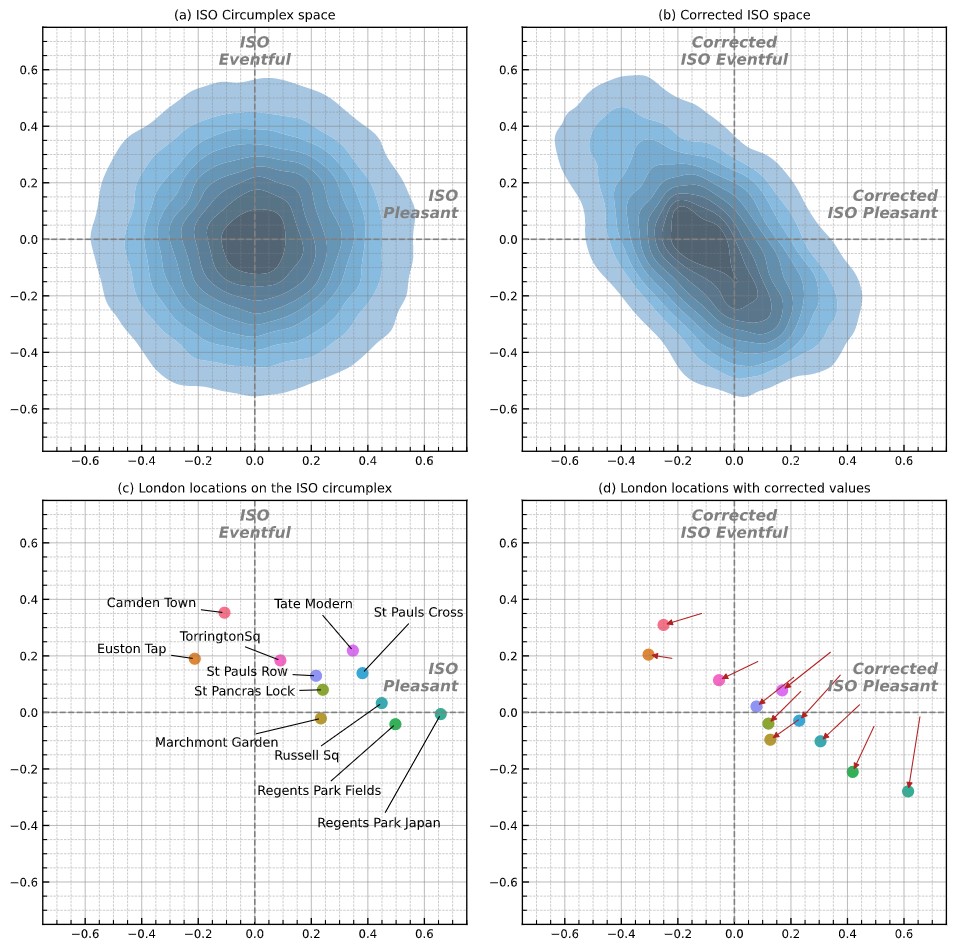 (a) ISO Circumplex space
ISO
Eventful
ISO
Pleasant
0.6
0.4
0.2
0.0
−0.2
−0.4
−0.6
−0.6 −0.4 −0.2 0.0 0.2 0.4 0.6
(b) Corrected ISO space
Corrected
ISO Eventful
Corrected
ISO Pleasant
0.6
0.4
0.2
0.0
−0.2
−0.4
−0.6
−0.6 −0.4 −0.2 0.0 0.2 0.4 0.6
(c) London locations on the ISO circumplex
ISO
Eventful
Camden Town
Tate Modern
St Pauls Cross
TorringtonSq
Euston Tap
St Pauls Row
ISO
Pleasant
St Pancras Lock
Marchmont Garden
Russell Sq
Regents Park Fields
Regents Park Japan
0.6
0.4
0.2
0.0
−0.2
−0.4
−0.6
−0.6 −0.4 −0.2 0.0 0.2 0.4 0.6
(d) London locations with corrected values
Corrected
ISO Eventful
Corrected
ISO Pleasant
0.6
0.4
0.2
0.0
−0.2
−0.4
−0.6
−0.6 −0.4 −0.2 0.0 0.2 0.4 0.6